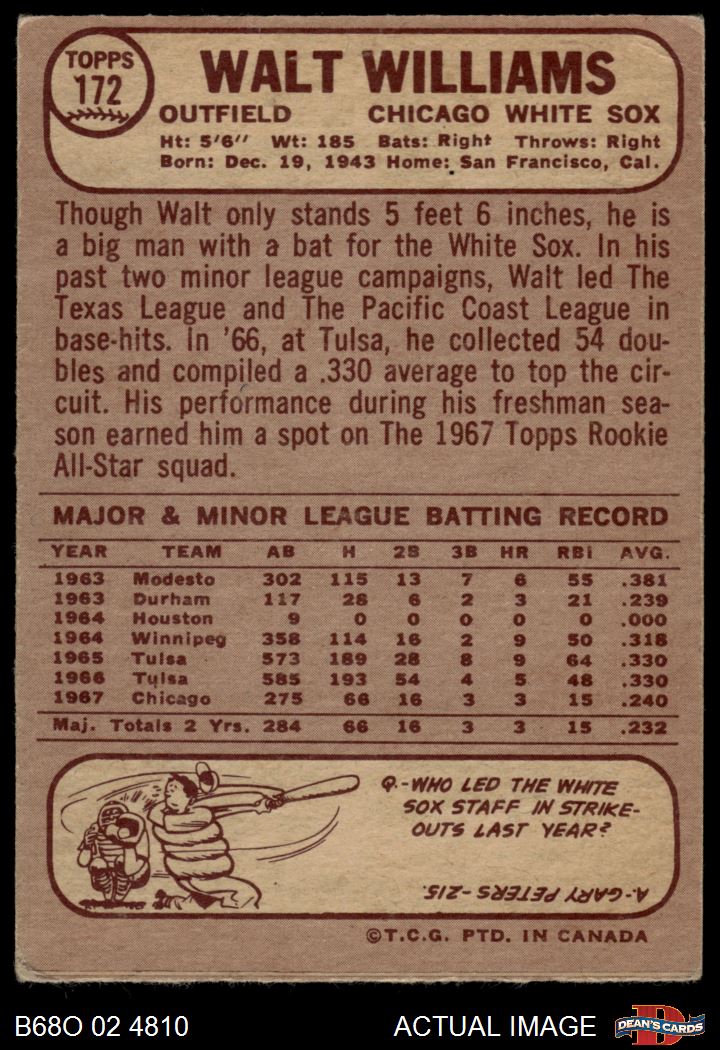 TOPPS
172
WALT WILLIAMS
OUTFIELD CHICAGO WHITE SOX
Ht: 5'6" Wt: 185 Bats: Right Throws: Right
Born: Dec. 19, 1943 Home: San Francisco, Cal.
Though Walt only stands 5 feet 6 inches, he is
a big man with a bat for the White Sox. In his
past two minor league campaigns, Walt led The
Texas League and The Pacific Coast League in
base-hits. In '66, at Tulsa, he collected 54 dou-
bles and compiled a .330 average to top the cir-
cuit. His performance during his freshman sea-
son earned him a spot on The 1967 Topps Rookie
All-Star squad.
MAJOR & MINOR LEAGUE BATTING RECORD
YEAR TEAM AB H 2B 3B HR RBI AVG.
1963 Modesto 302 115 13 7 6 55 .381
1963 Durham 117 28 6 2 3 21 .239
1964 Houston 9 0 0 0 0 0 .000
1964 Winnipeg 358 114 16 2 9 50 .318
1965 Tulsa 573 189 28 8 9 64 .330
1966 Tulsa 585 193 54 4 5 48 .330
1967 Chicago 275 66 16 3 3 15 .240
Maj. Totals 2 Yrs. 284 66 16 3 3 15 .232
Q.-WHO LED THE WHITE
SOX STAFF IN STRIKE-
OUTS LAST YEAR?
A-GARY PETERS-215.
©T.C.G. PTD. IN CANADA
B68O 02 4810 ACTUAL IMAGE
D
DEAN'S CARDS